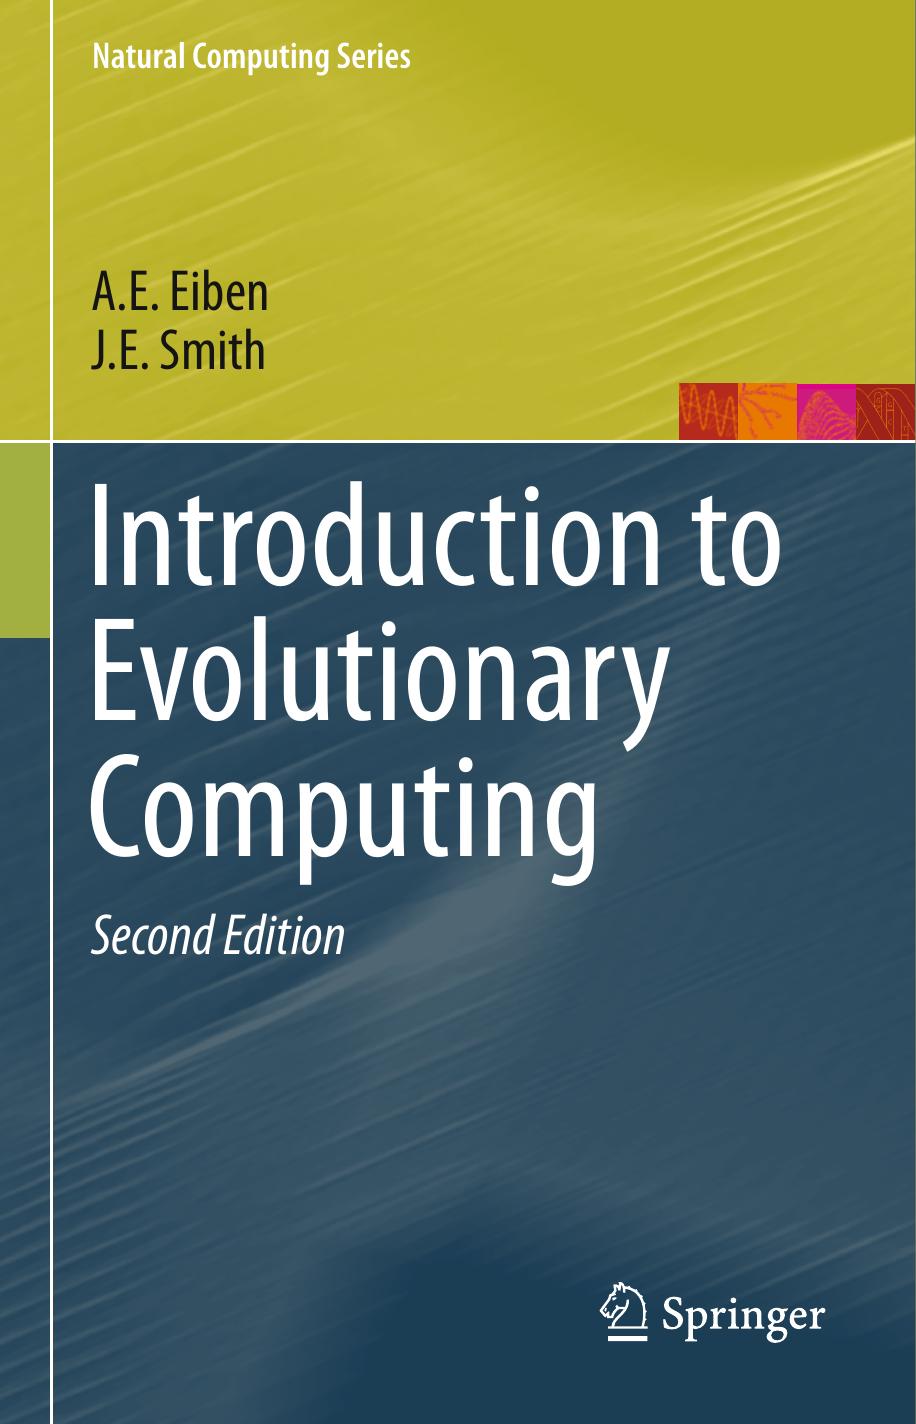 Natural Computing Series
A.E. Eiben
J.E. Smith
Introduction to
Evolutionary
Computing
Second Edition
Springer